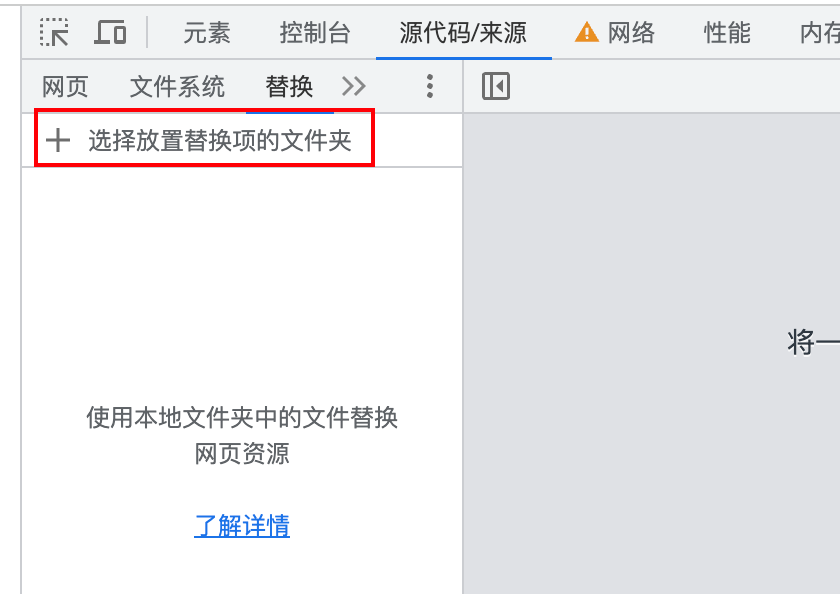 元素 控制台 源代码/来源 网络 性能 内存
网页 文件系统 替换
选择放置替换项的文件夹
将一
使用本地文件夹中的文件替换
网页资源
了解详情